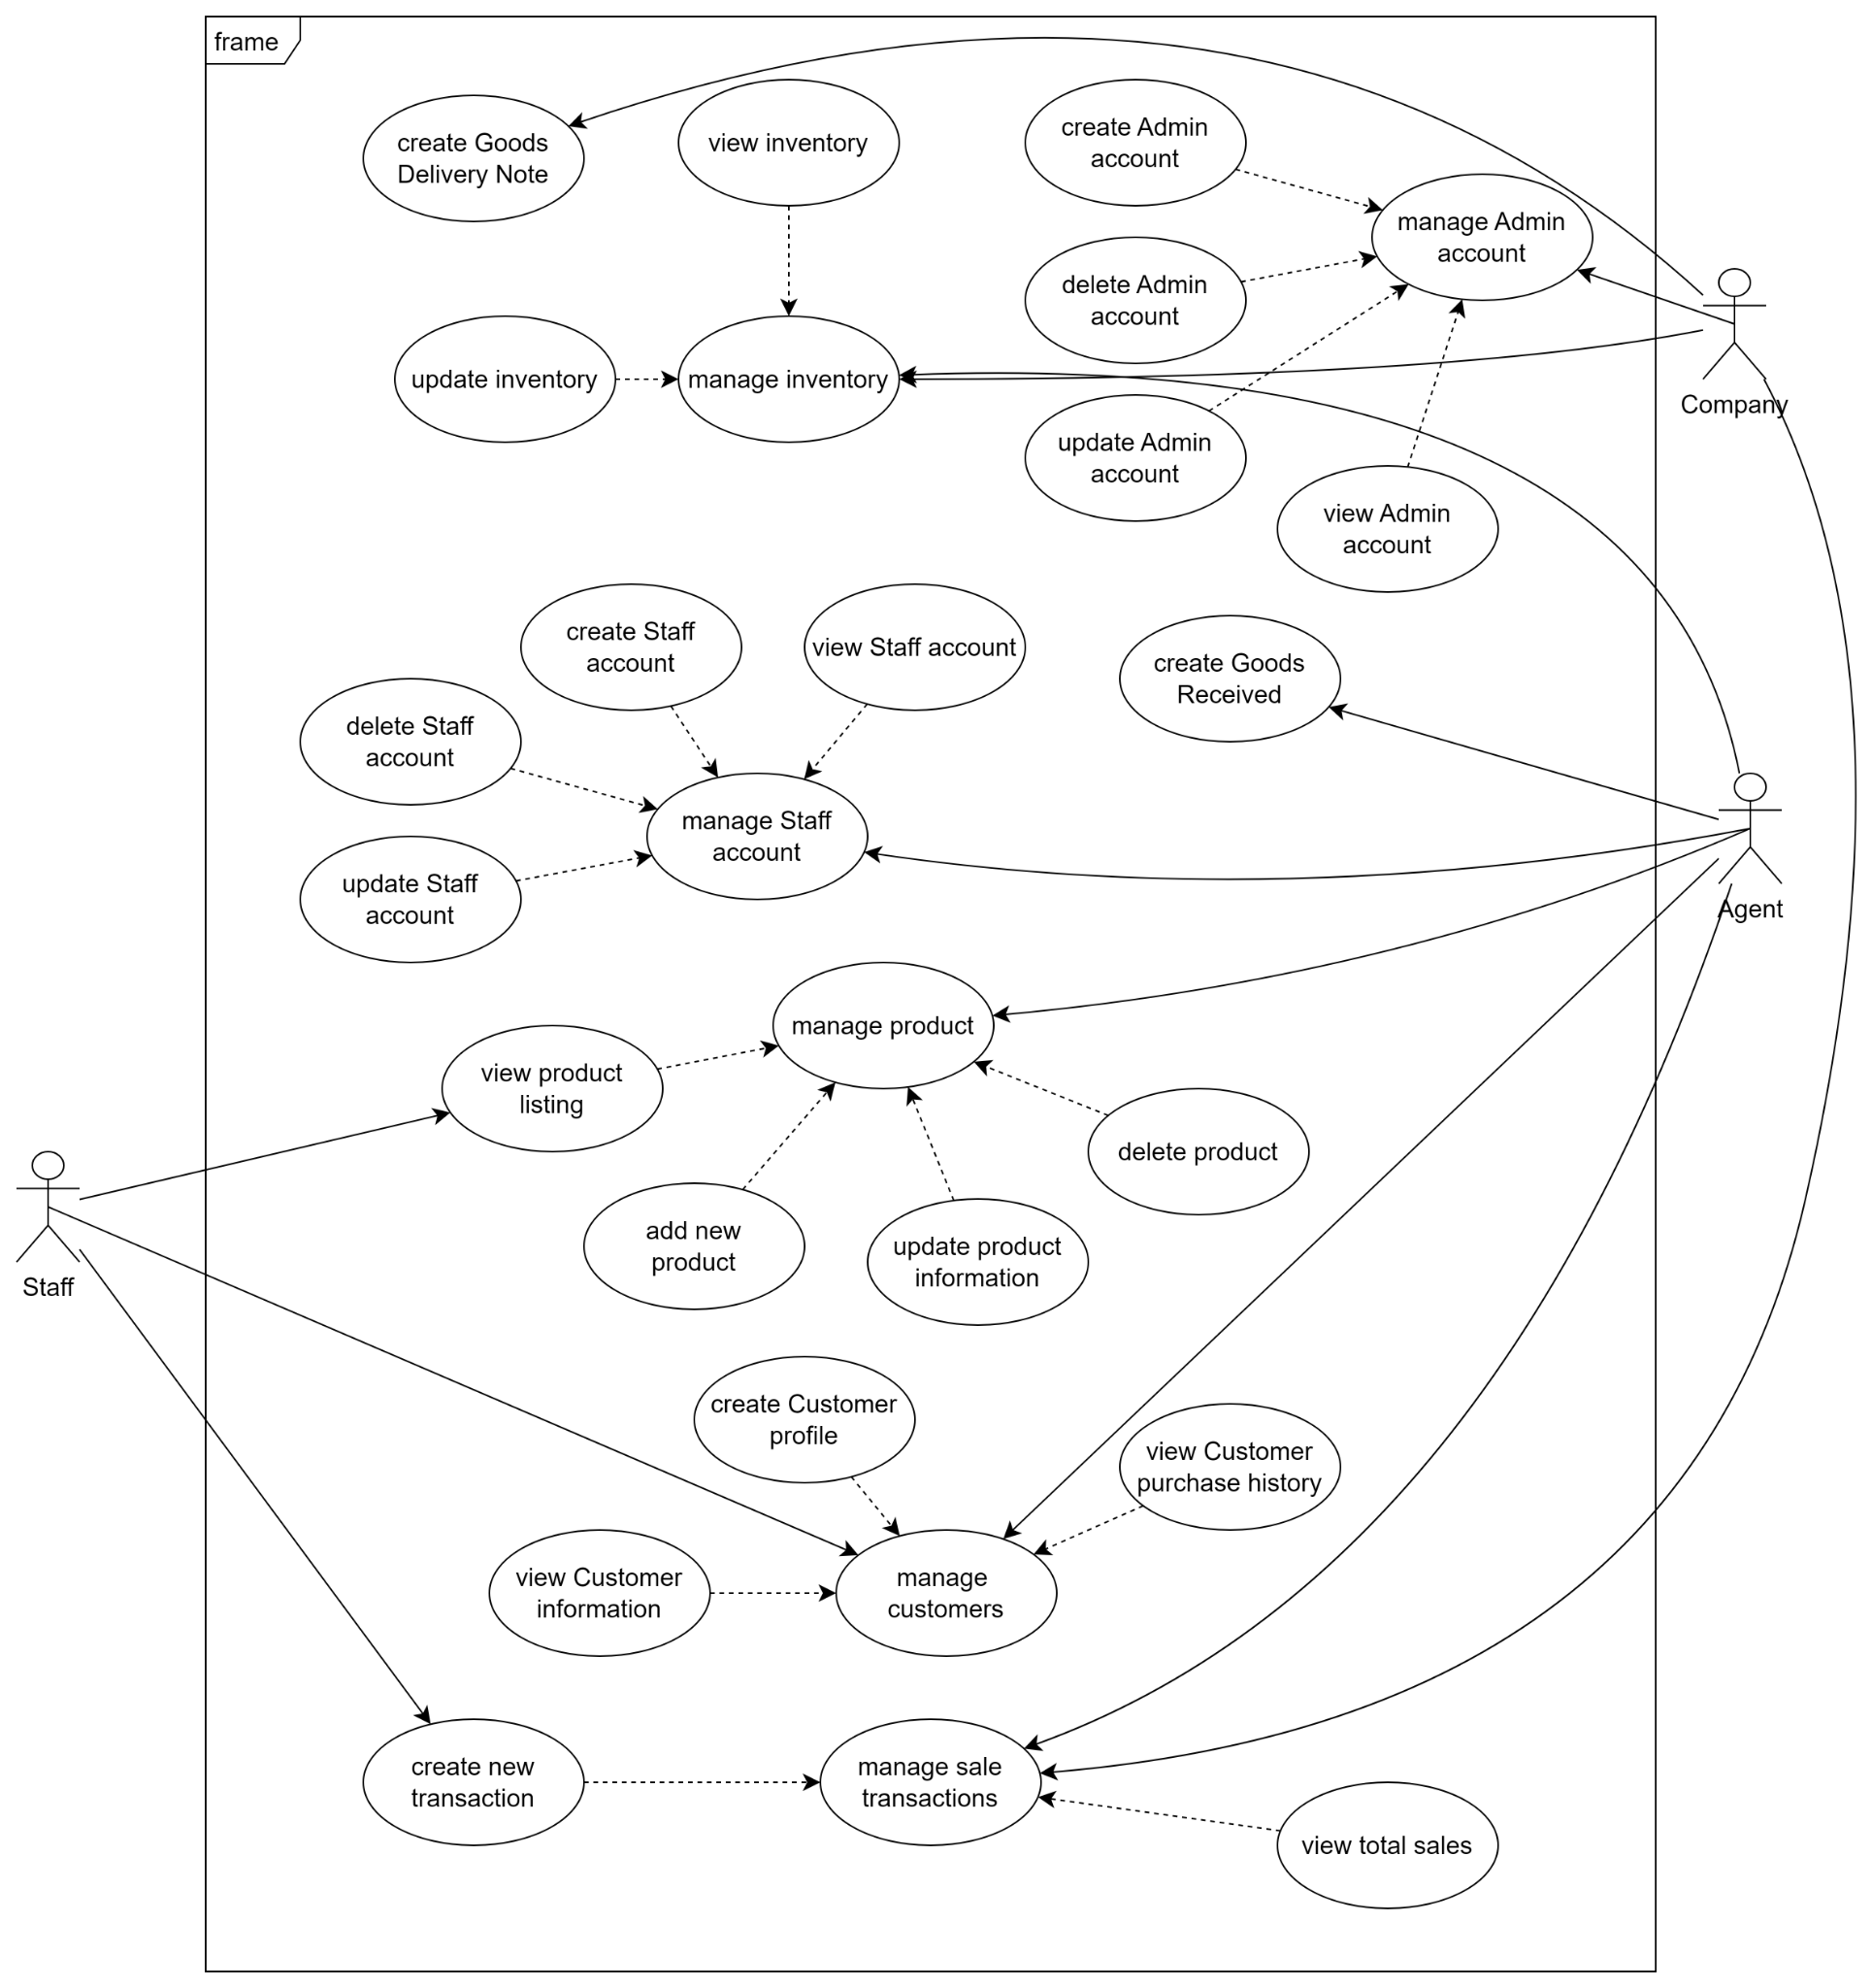 frame
create Goods
Delivery Note
view inventory
create Admin
account
manage Admin
account
delete Admin
account
update inventory
manage inventory
Company
update Admin
account
view Admin
account
create Staff
account
view Staff account
create Goods
Received
delete Staff
account
manage Staff
account
update Staff
account
Agent
manage product
view product
listing
delete product
add new
product
update product
information
Staff
create Customer
profile
view Customer
purchase history
view Customer
information
manage
customers
create new
transaction
manage sale
transactions
view total sales